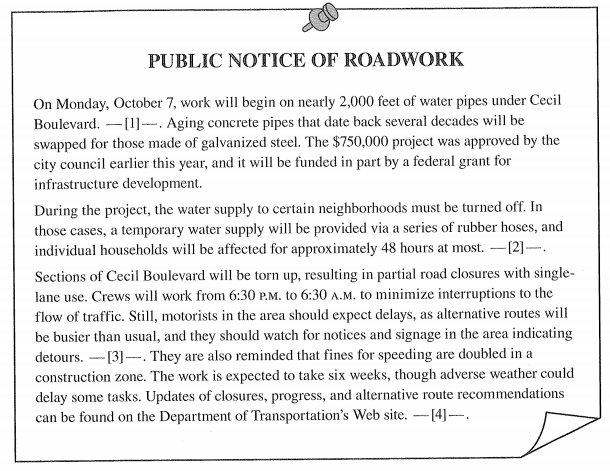 PUBLIC NOTICE OF ROADWORK
On Monday, October 7, work will begin on nearly 2,000 feet of water pipes under Cecil
Boulevard. —[1]—. Aging concrete pipes that date back several decades will be
swapped for those made of galvanized steel. The $750,000 project was approved by the
city council earlier this year, and it will be funded in part by a federal grant for
infrastructure development.
During the project, the water supply to certain neighborhoods must be turned off. In
those cases, a temporary water supply will be provided via a series of rubber hoses, and
individual households will be affected for approximately 48 hours at most. —[2]—.
Sections of Cecil Boulevard will be torn up, resulting in partial road closures with single-
lane use. Crews will work from 6:30 P.M. to 6:30 A.M. to minimize interruptions to the
flow of traffic. Still, motorists in the area should expect delays, as alternative routes will
be busier than usual, and they should watch for notices and signage in the area indicating
detours. —[3]—. They are also reminded that fines for speeding are doubled in a
construction zone. The work is expected to take six weeks, though adverse weather could
delay some tasks. Updates of closures, progress, and alternative route recommendations
can be found on the Department of Transportation's Web site. —[4]—.